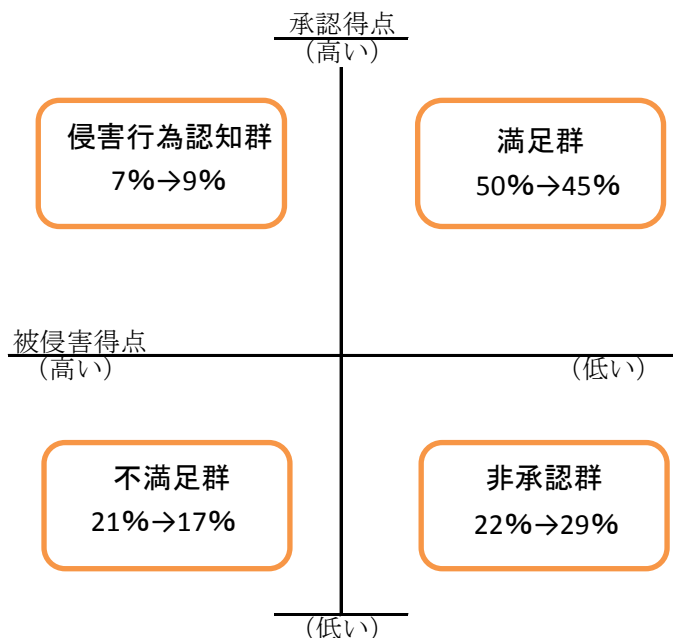 承認得点
（高い）
侵害行為認知群
7%→9%
満足群
50%→45%
被侵害得点
（高い）
（低い）
不満足群
21%→17%
非承認群
22%→29%
（低い）